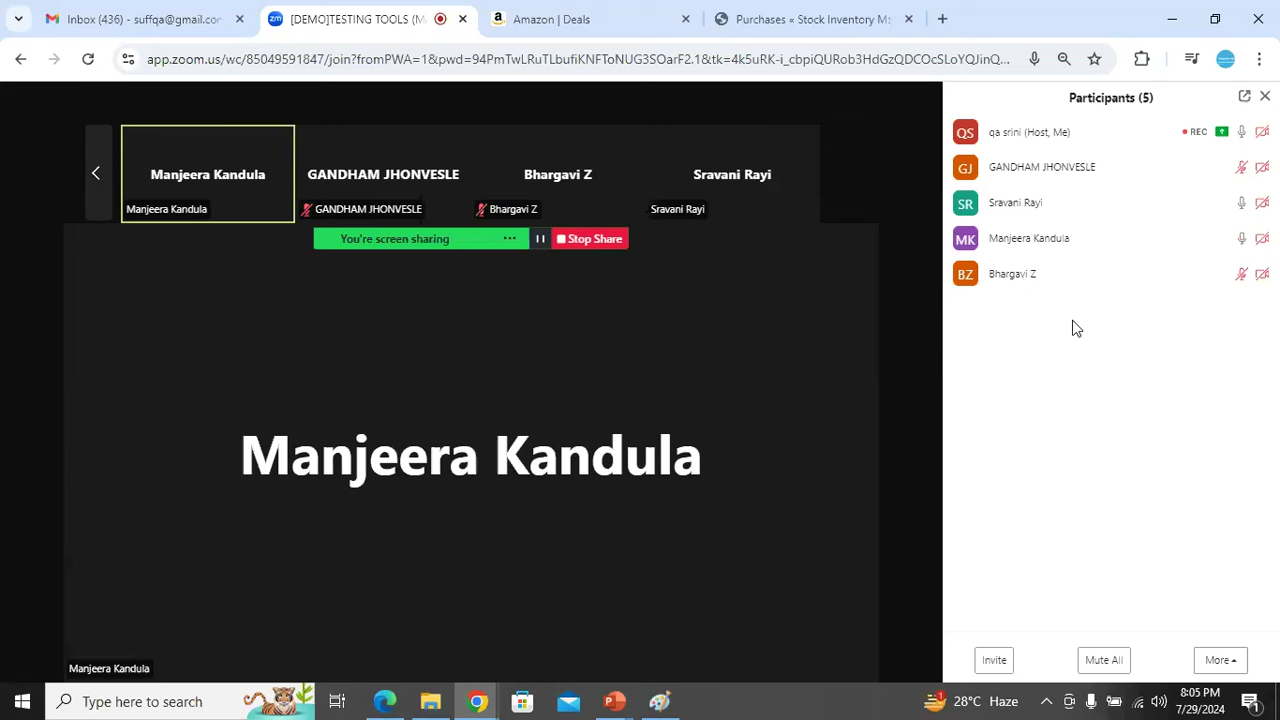 Inbox (436) - suffqa@gmail.com
[DEMO]TESTING TOOLS (M
Amazon | Deals
Purchases « Stock Inventory M
app.zoom.us/wc/85049591847/join?fromPWA=1&pwd=94PmTwLRuTLbufiKNFToNUG3SOarF2.1&tk=4k5uRK-i_cbpiQURob3HdGzQDCOcSLdsQJinQ...
Participants (5)
QS qa srini (Host, Me) REC
GJ GANDHAM JHONVESLE
SR Sravani Rayi
MK Manjeera Kandula
BZ Bhargavi Z
Manjeera Kandula
GANDHAM JHONVESLE
Bhargavi Z
Sravani Rayi
Manjeera Kandula
GANDHAM JHONVESLE
Bhargavi Z
Sravani Rayi
You're screen sharing ... Stop Share
Manjeera Kandula
Manjeera Kandula
Invite
Mute All
More
Type here to search
28°C Haze
8:05 PM
7/29/2024
1
1
zm